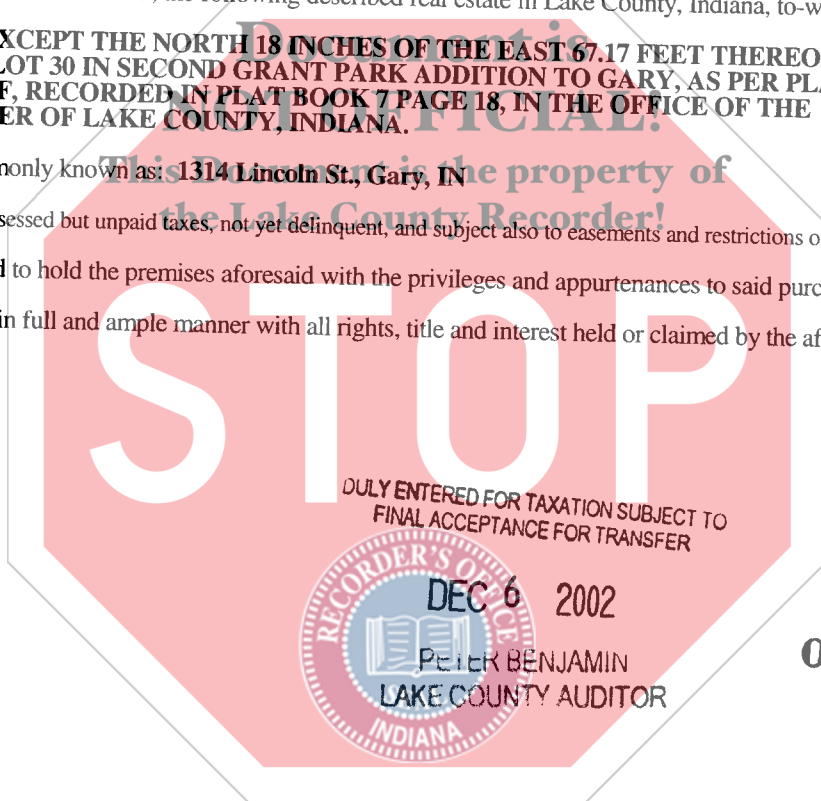 the following described real estate in Lake County, Indiana, to-w
Document is
XCEPT THE NORTH 18 INCHES OF THE EAST 67.17 FEET THEREO
LOT 30 IN SECOND GRANT PARK ADDITION TO GARY, AS PER PLA
F, RECORDED IN PLAT BOOK 7 PAGE 18, IN THE OFFICE OF THE
ER OF LAKE COUNTY, INDIANA.
NOT OFFICIAL!
monly known as: 1314 Lincoln St., Gary, IN
This Document is the property of
the Lake County Recorder!
sessed but unpaid taxes, not yet delinquent, and subject also to easements and restrictions o
d to hold the premises aforesaid with the privileges and appurtenances to said purc
in full and ample manner with all rights, title and interest held or claimed by the af
STOP
DULY ENTERED FOR TAXATION SUBJECT TO
FINAL ACCEPTANCE FOR TRANSFER
RECORDER'S OFFICE
DEC 6 2002
PETER BENJAMIN
LAKE COUNTY AUDITOR
INDIANA